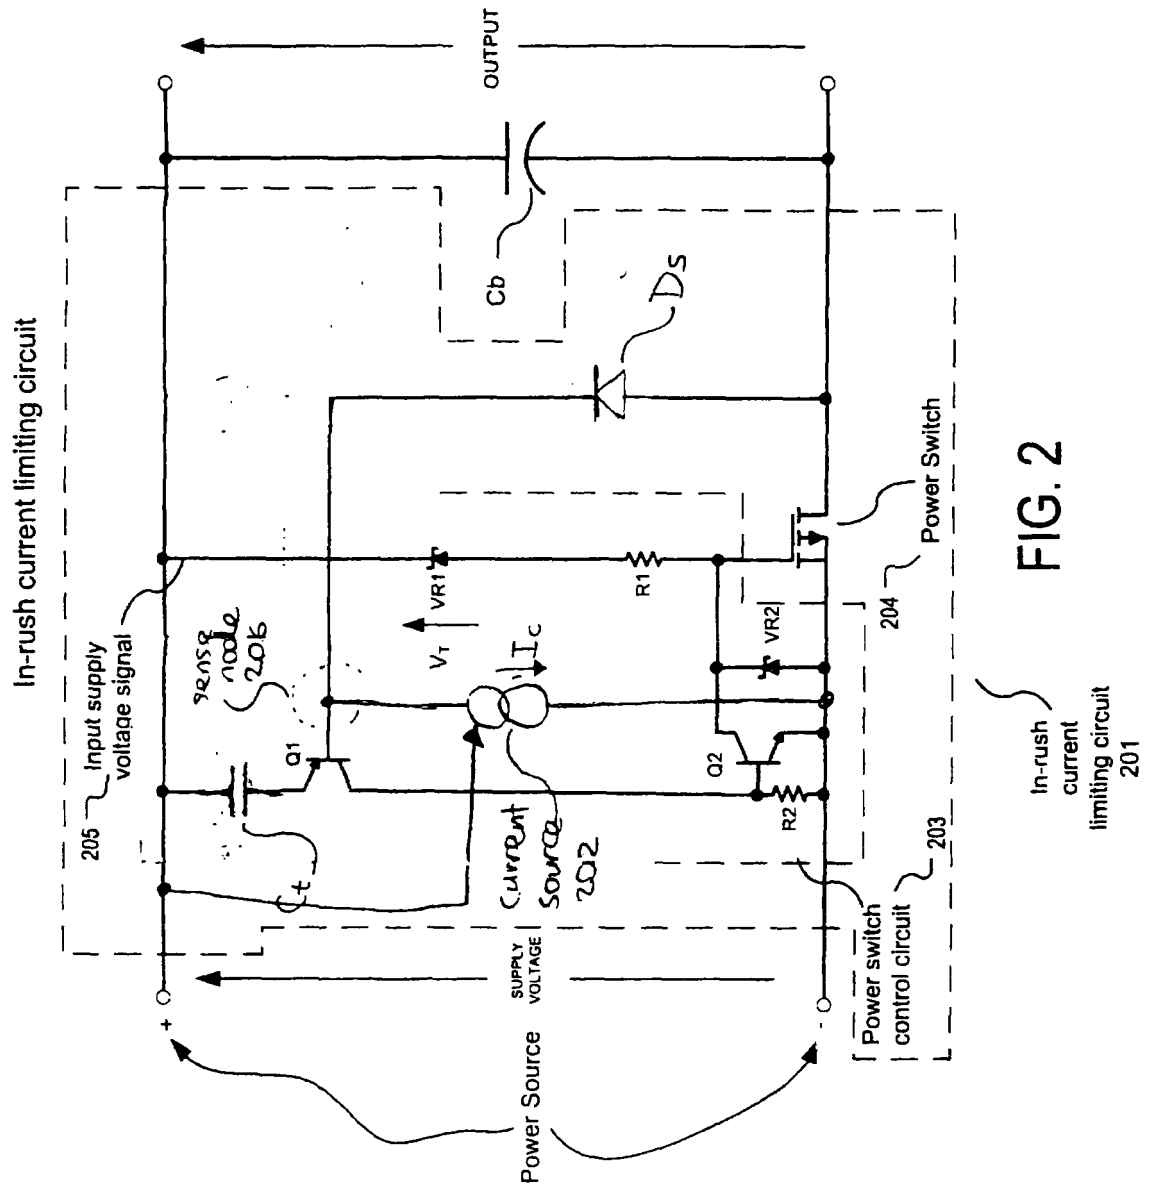 In-rush current limiting circuit
205
Input supply
voltage signal
sense
node
206
Q1
Ct
VT
VR1
Current
Source
202
Ic
R1
Q2
R2
VR2
Cb
Ds
204
Power Switch
OUTPUT
+
-
SUPPLY
VOLTAGE
Power Source
Power switch
control circuit
203
In-rush
current
limiting circuit
201
FIG. 2